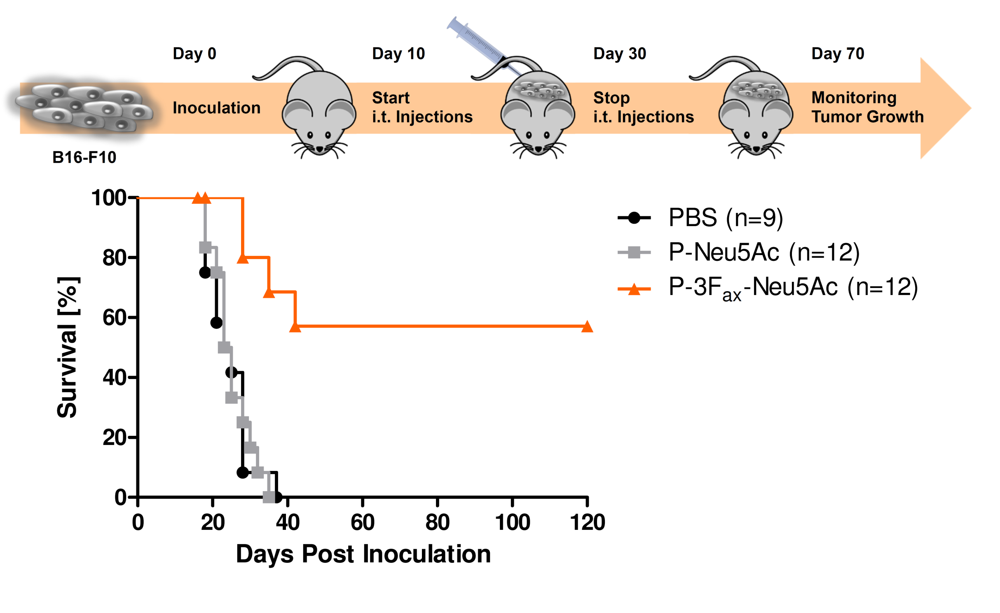 Day 0
Day 10
Day 30
Day 70
Inoculation
Start
i.t. Injections
Stop
i.t. Injections
Monitoring
Tumor Growth
B16-F10
100
80
60
40
20
0
Survival [%]
0 20 40 60 80 100 120
Days Post Inoculation
PBS (n=9)
P-Neu5Ac (n=12)
P-3Fax-Neu5Ac (n=12)